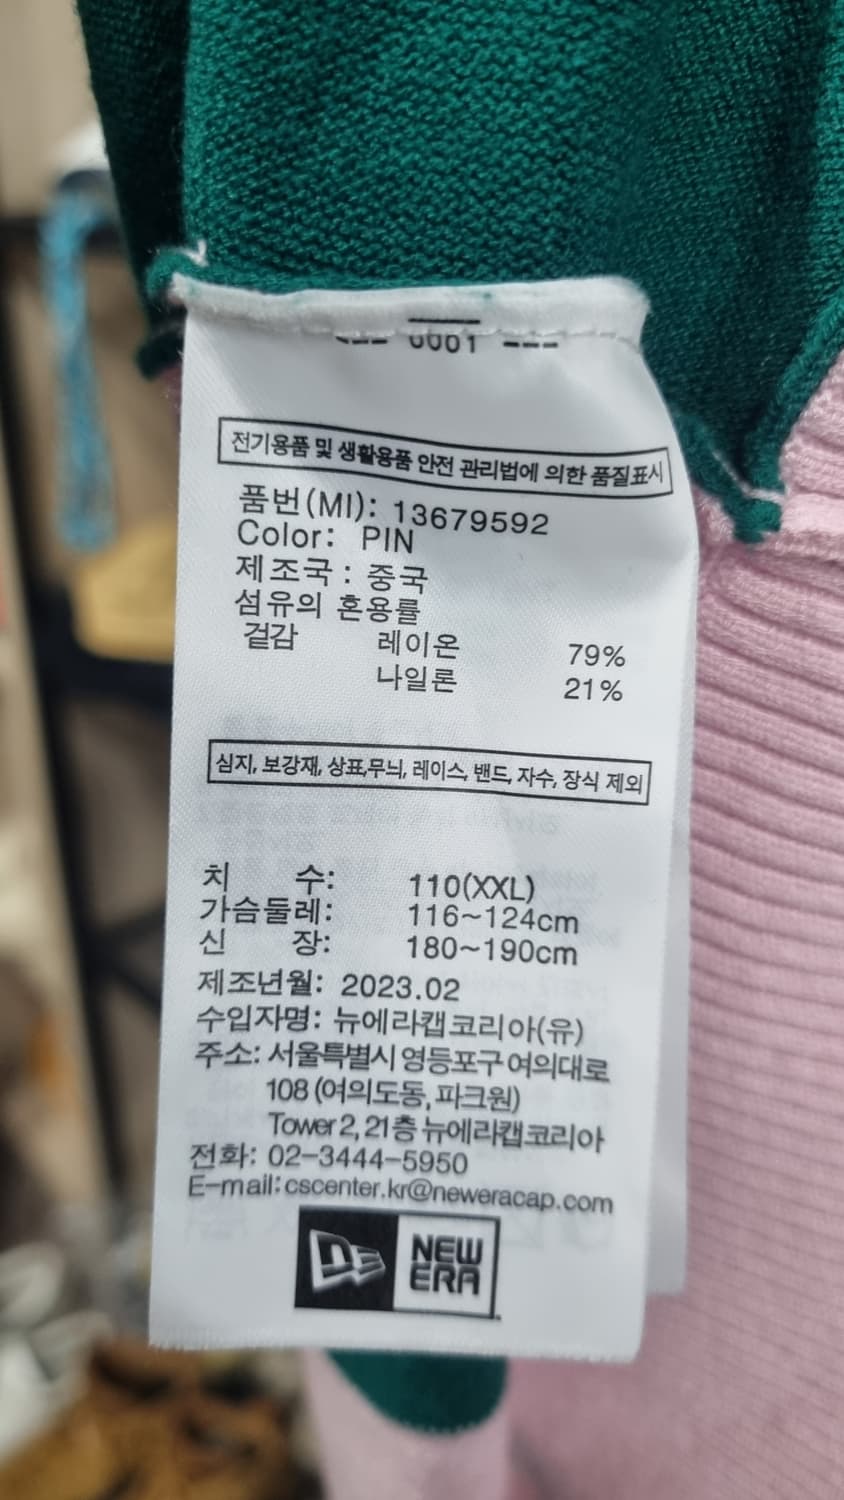 --- 0001 ---
전기용품 및 생활용품 안전 관리법에 의한 품질표시
품번(MI): 13679592
Color: PIN
제조국 : 중국
섬유의 혼용률
겉감 레이온 79%
나일론 21%
심지, 보강재, 상표,무늬, 레이스, 밴드, 자수, 장식 제외
치 수: 110(XXL)
가슴둘레: 116~124cm
신 장: 180~190cm
제조년월: 2023.02
수입자명: 뉴에라캡코리아(유)
주소: 서울특별시 영등포구 여의대로
108 (여의도동, 파크원)
Tower 2, 21층 뉴에라캡코리아
전화: 02-3444-5950
E-mail:cscenter.kr@neweracap.com
NEW
ERA